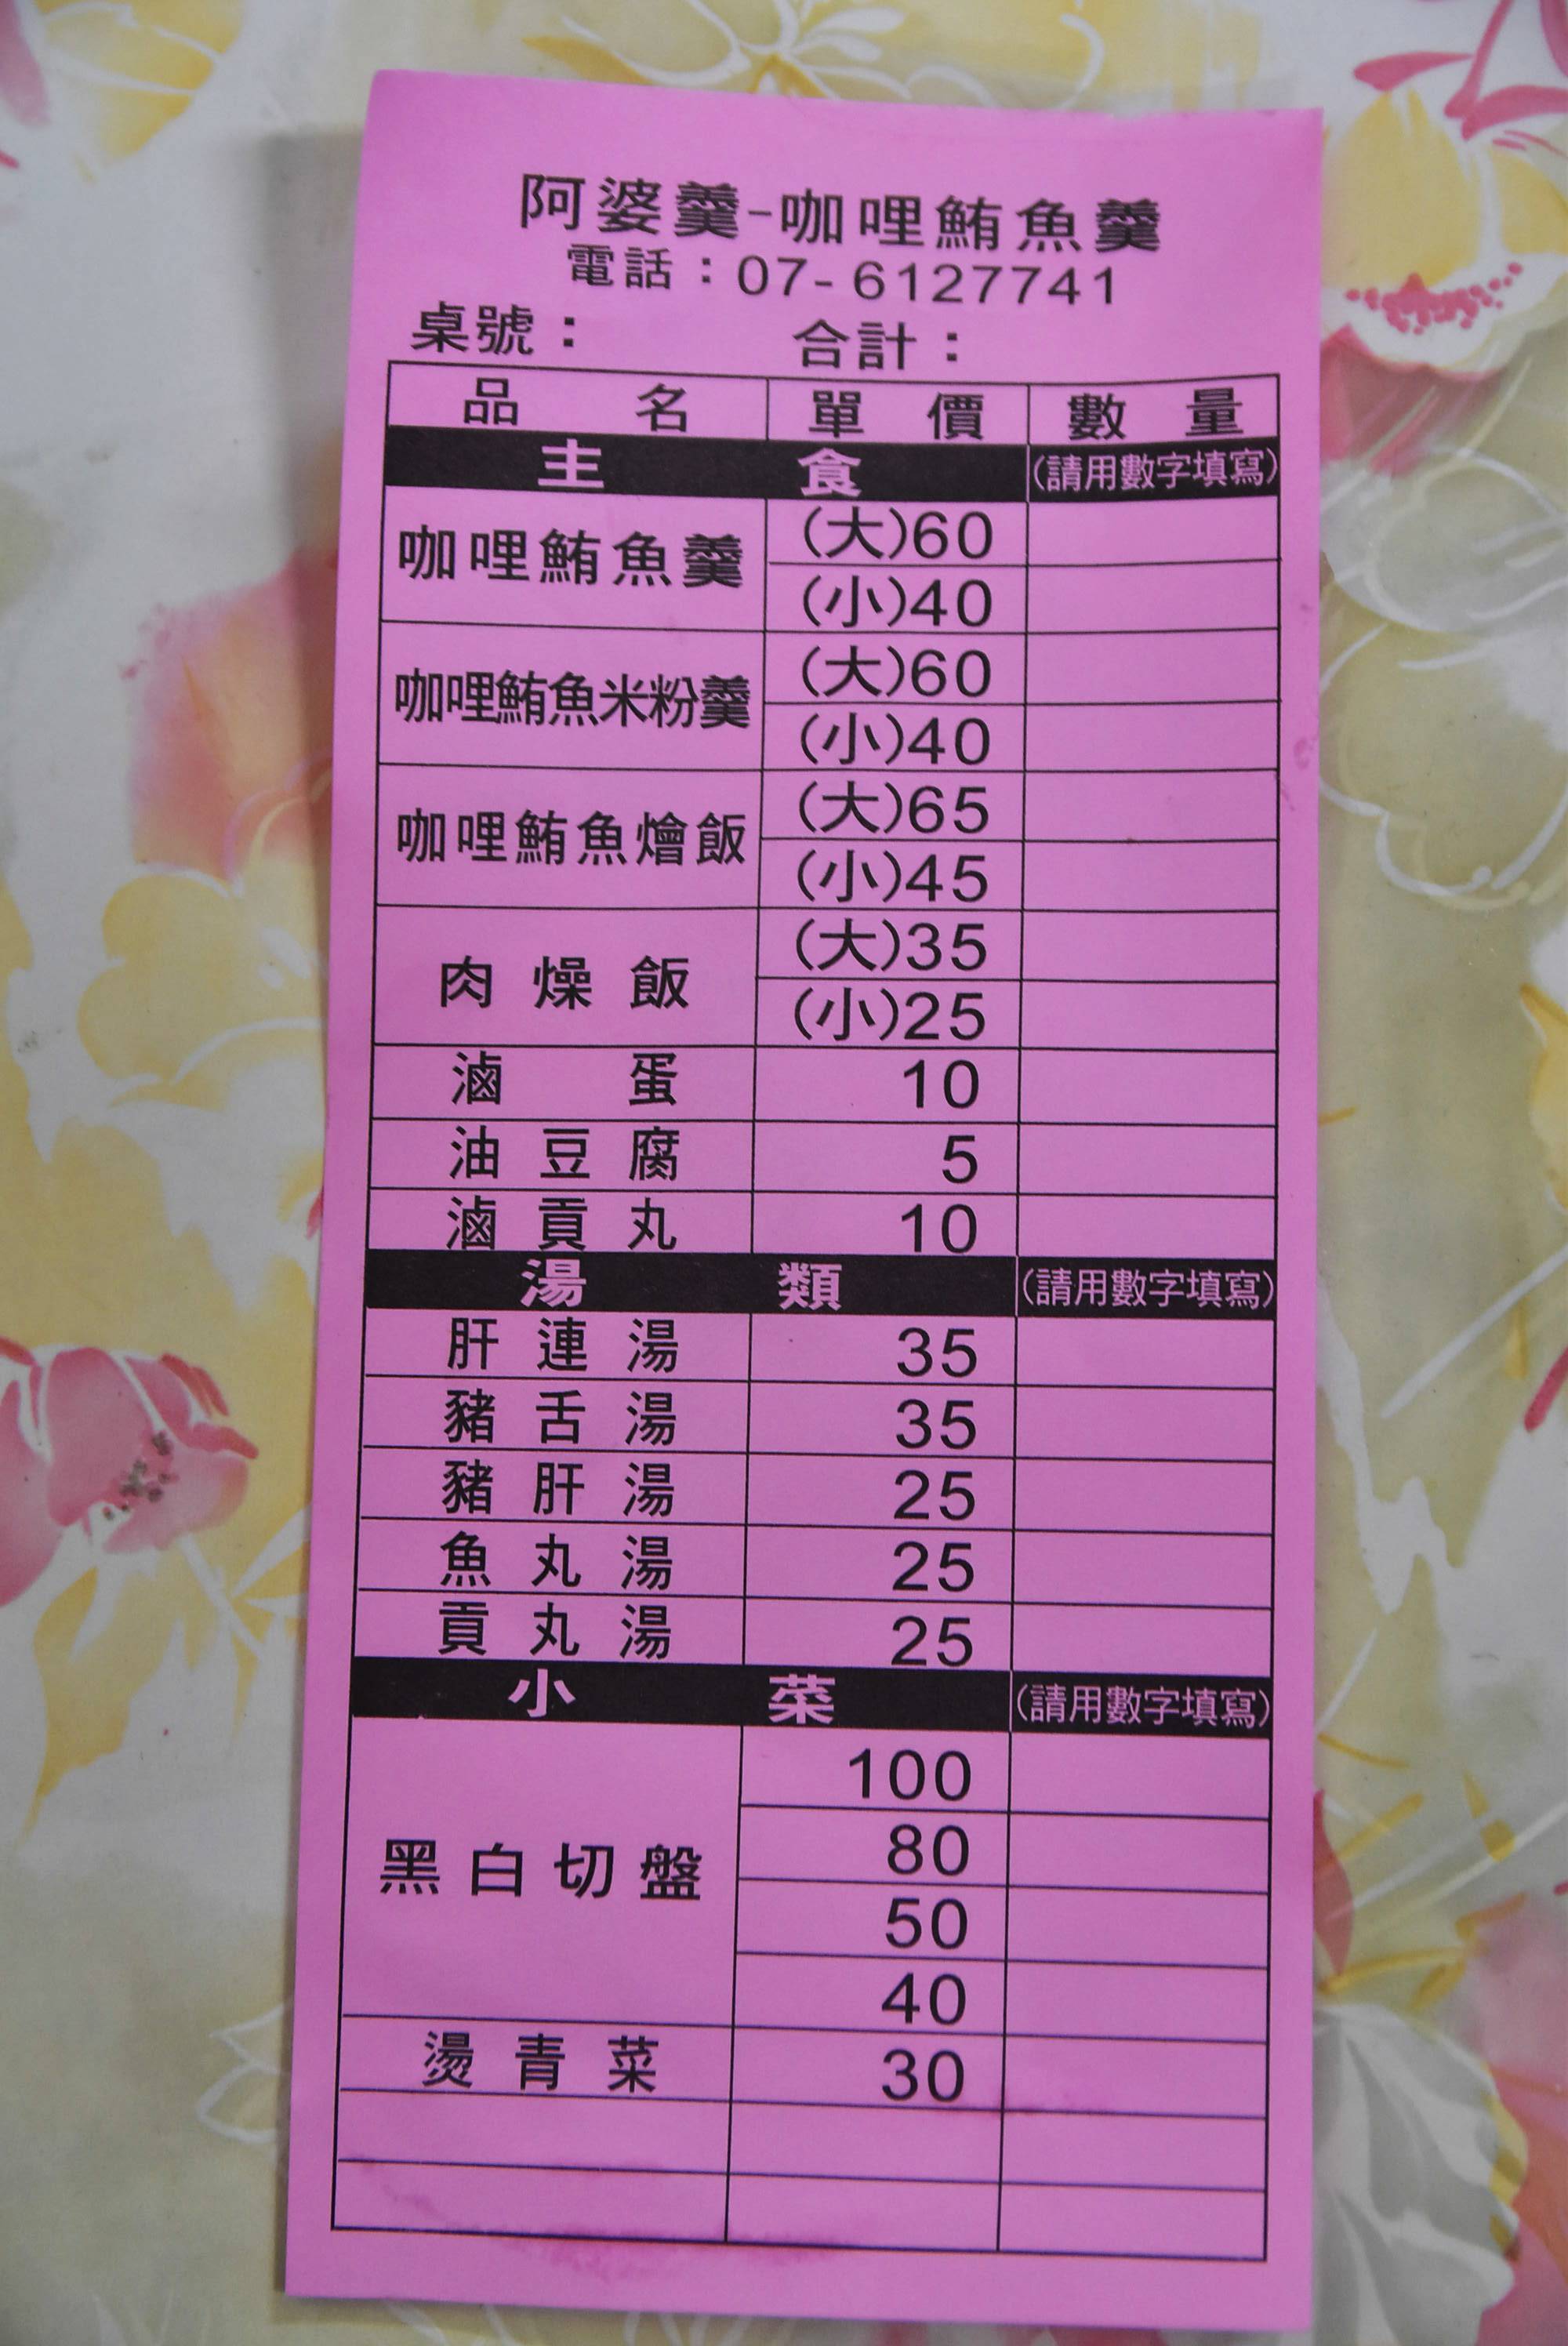 阿婆羹-咖哩鮪魚羹
電話：07-6127741
桌號： 合計：
品名 單價 數量
主食 (請用數字填寫)
咖哩鮪魚羹 (大)60
(小)40
咖哩鮪魚米粉羹 (大)60
(小)40
咖哩鮪魚燴飯 (大)65
(小)45
肉燥飯 (大)35
(小)25
滷蛋 10
油豆腐 5
滷貢丸 10
湯類 (請用數字填寫)
肝連湯 35
豬舌湯 35
豬肝湯 25
魚丸湯 25
貢丸湯 25
小菜 (請用數字填寫)
黑白切盤 100
80
50
40
燙青菜 30